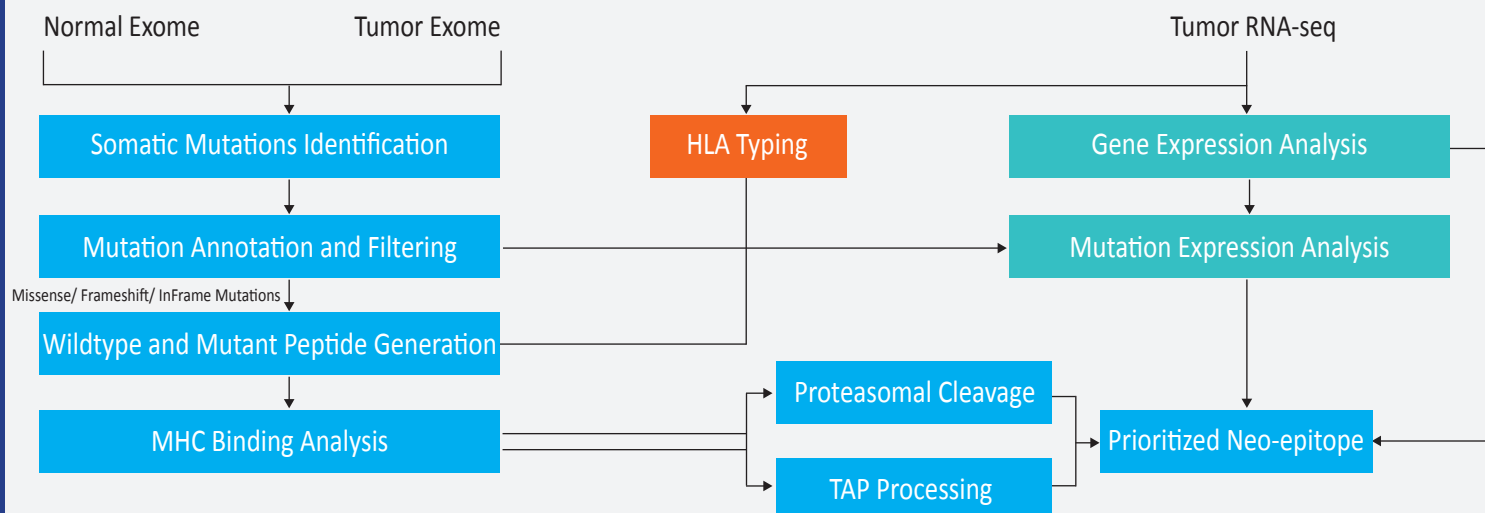 Normal Exome
Tumor Exome
Tumor RNA-seq
Somatic Mutations Identification
HLA Typing
Gene Expression Analysis
Mutation Annotation and Filtering
Mutation Expression Analysis
Missense/ Frameshift/ InFrame Mutations
Wildtype and Mutant Peptide Generation
Proteasomal Cleavage
MHC Binding Analysis
Prioritized Neo-epitope
TAP Processing